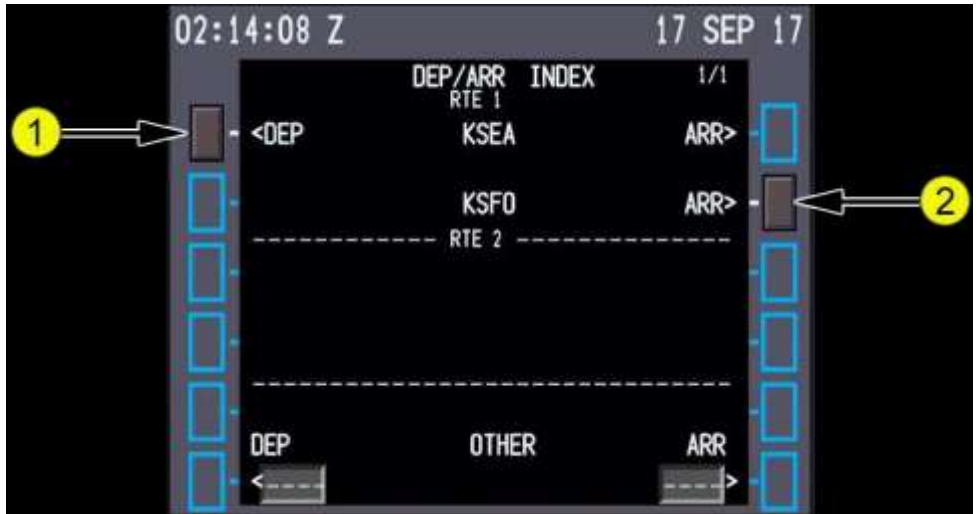 02:14:08 Z 17 SEP 17
DEP/ARR INDEX 1/1
RTE 1
1 <DEP KSEA ARR>
KSFO ARR> 2
------------ RTE 2 ----------------
-----------------------------------
DEP OTHER ARR
<---- ---->